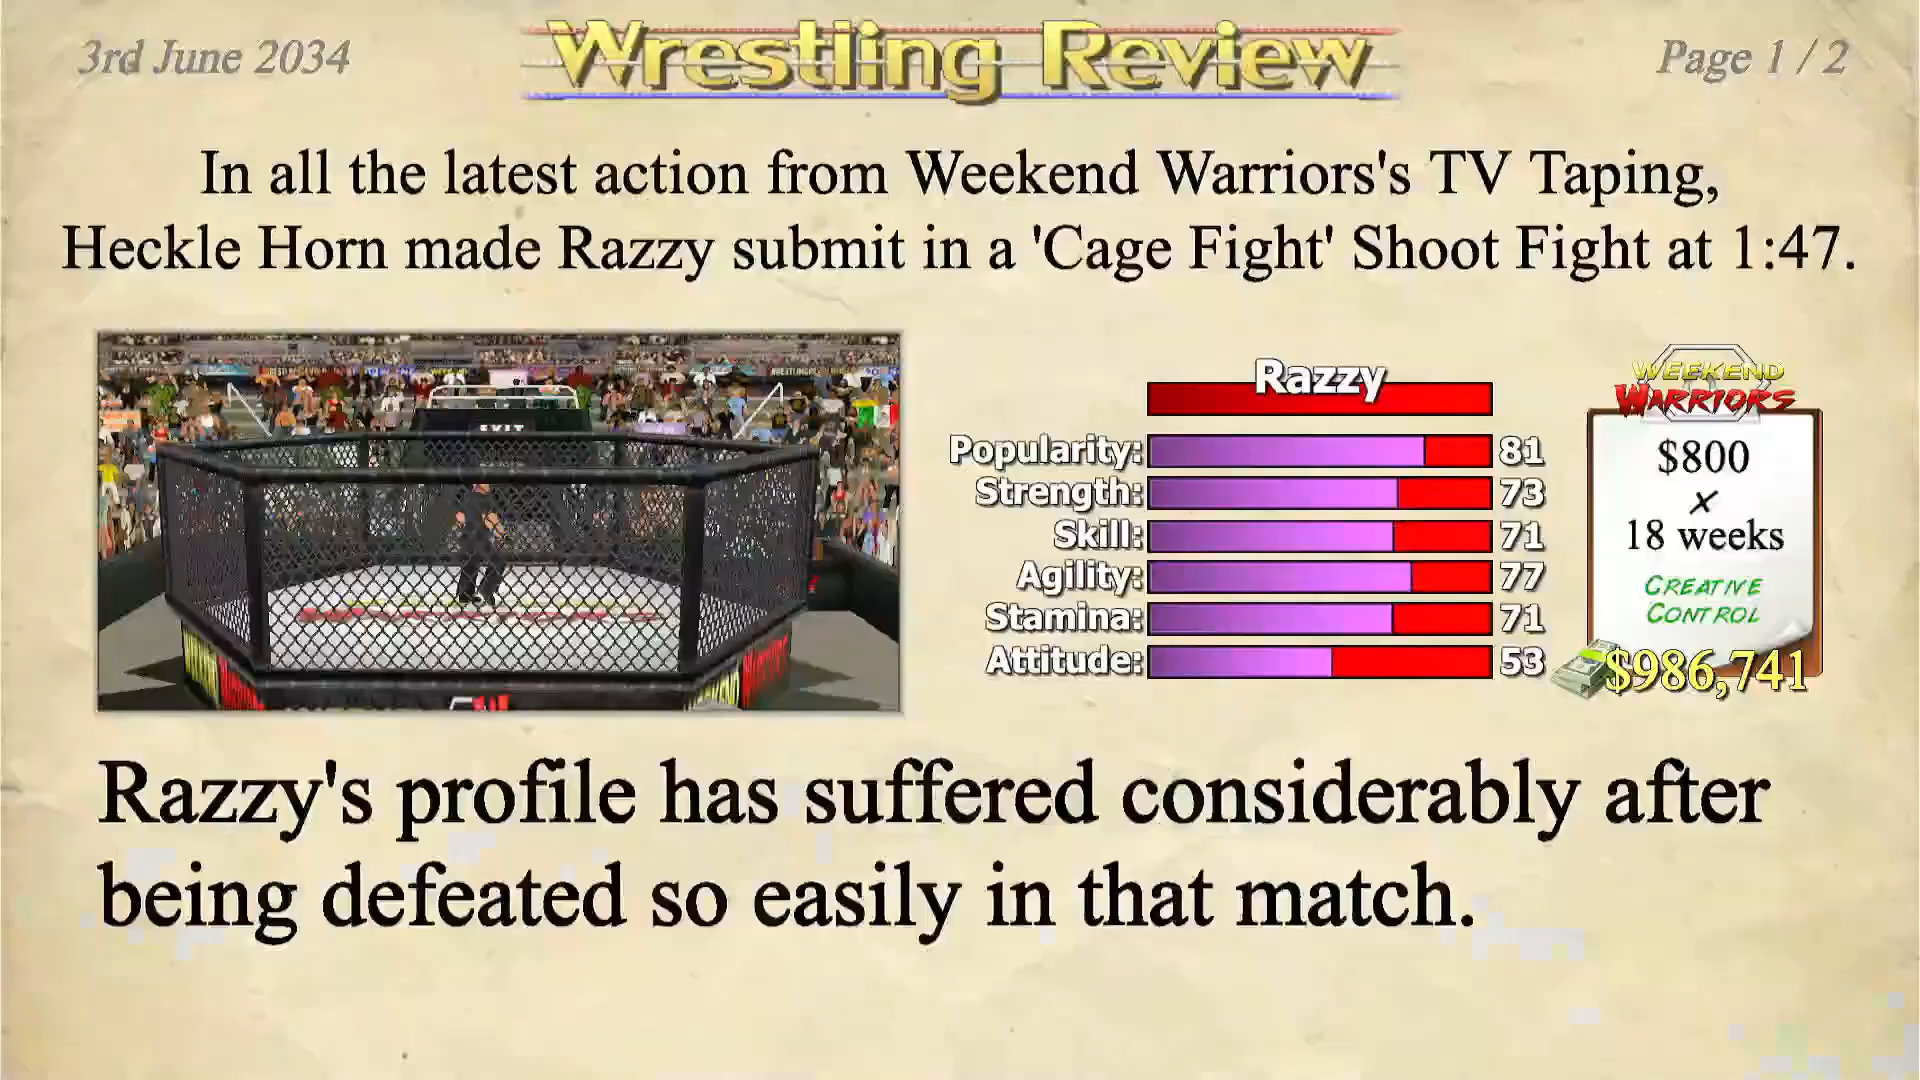 3rd June 2034
Wrestling Review
Page 1 / 2
In all the latest action from Weekend Warriors's TV Taping,
Heckle Horn made Razzy submit in a 'Cage Fight' Shoot Fight at 1:47.
EXIT
Razzy
Popularity: 81
Strength: 73
Skill: 71
Agility: 77
Stamina: 71
Attitude: 53
WEEKEND
WARRIORS
$800
x
18 weeks
CREATIVE
CONTROL
$986,741
Razzy's profile has suffered considerably after
being defeated so easily in that match.